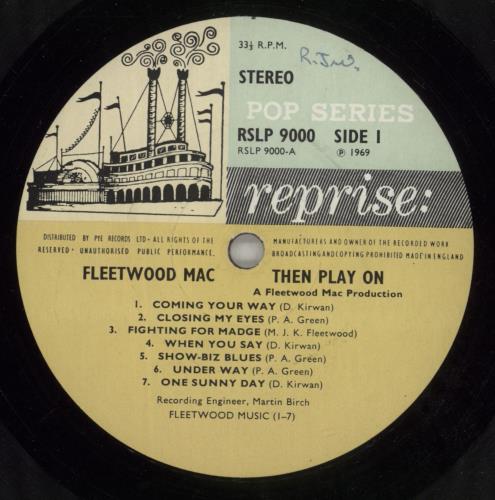 33⅓ R.P.M.
R.J.W.
STEREO
POP SERIES
RSLP 9000 SIDE 1
RSLP 9000-A ℗ 1969
reprise:
DISTRIBUTED BY PYE RECORDS LTD · ALL RIGHTS OF THE
RESERVED · UNAUTHORISED PUBLIC PERFORMANCE.
MANUFACTURERS AND OWNER OF THE RECORDED WORK
BROADCASTING AND COPYING PROHIBITED MADE IN ENGLAND
FLEETWOOD MAC THEN PLAY ON
A Fleetwood Mac Production
1. COMING YOUR WAY (D. Kirwan)
2. CLOSING MY EYES (P. A. Green)
3. FIGHTING FOR MADGE (M. J. K. Fleetwood)
4. WHEN YOU SAY (D. Kirwan)
5. SHOW-BIZ BLUES (P. A. Green)
6. UNDER WAY (P. A. Green)
7. ONE SUNNY DAY (D. Kirwan)
Recording Engineer, Martin Birch
FLEETWOOD MUSIC (1-7)